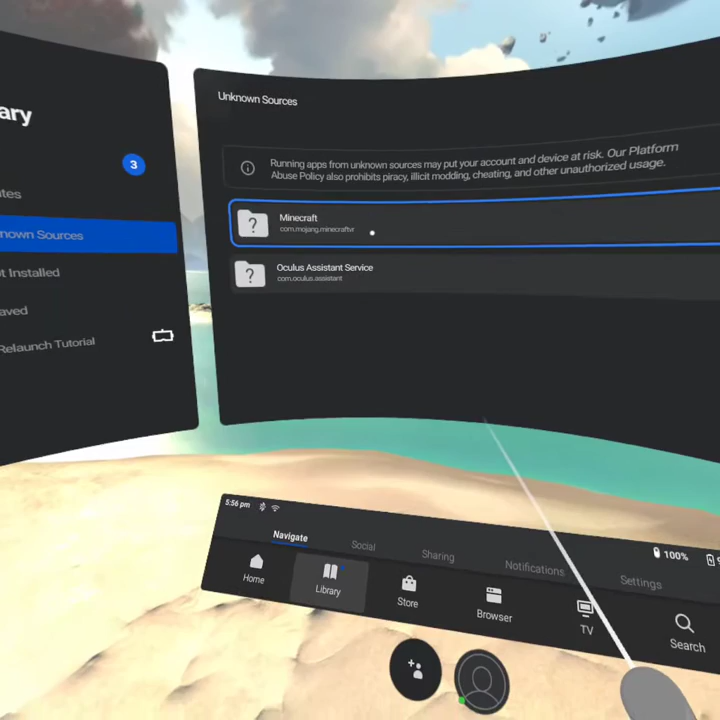 ary
3
ates
nown Sources
t Installed
aved
Relaunch Tutorial
Unknown Sources
Running apps from unknown sources may put your account and device at risk. Our Platform
Abuse Policy also prohibits piracy, illicit modding, cheating, and other unauthorized usage.
? Minecraft
com.mojang.minecraftvr
? Oculus Assistant Service
com.oculus.assistant
5:56 pm
100%
Navigate Social Sharing Notifications Settings
Home Library Store Browser TV Search